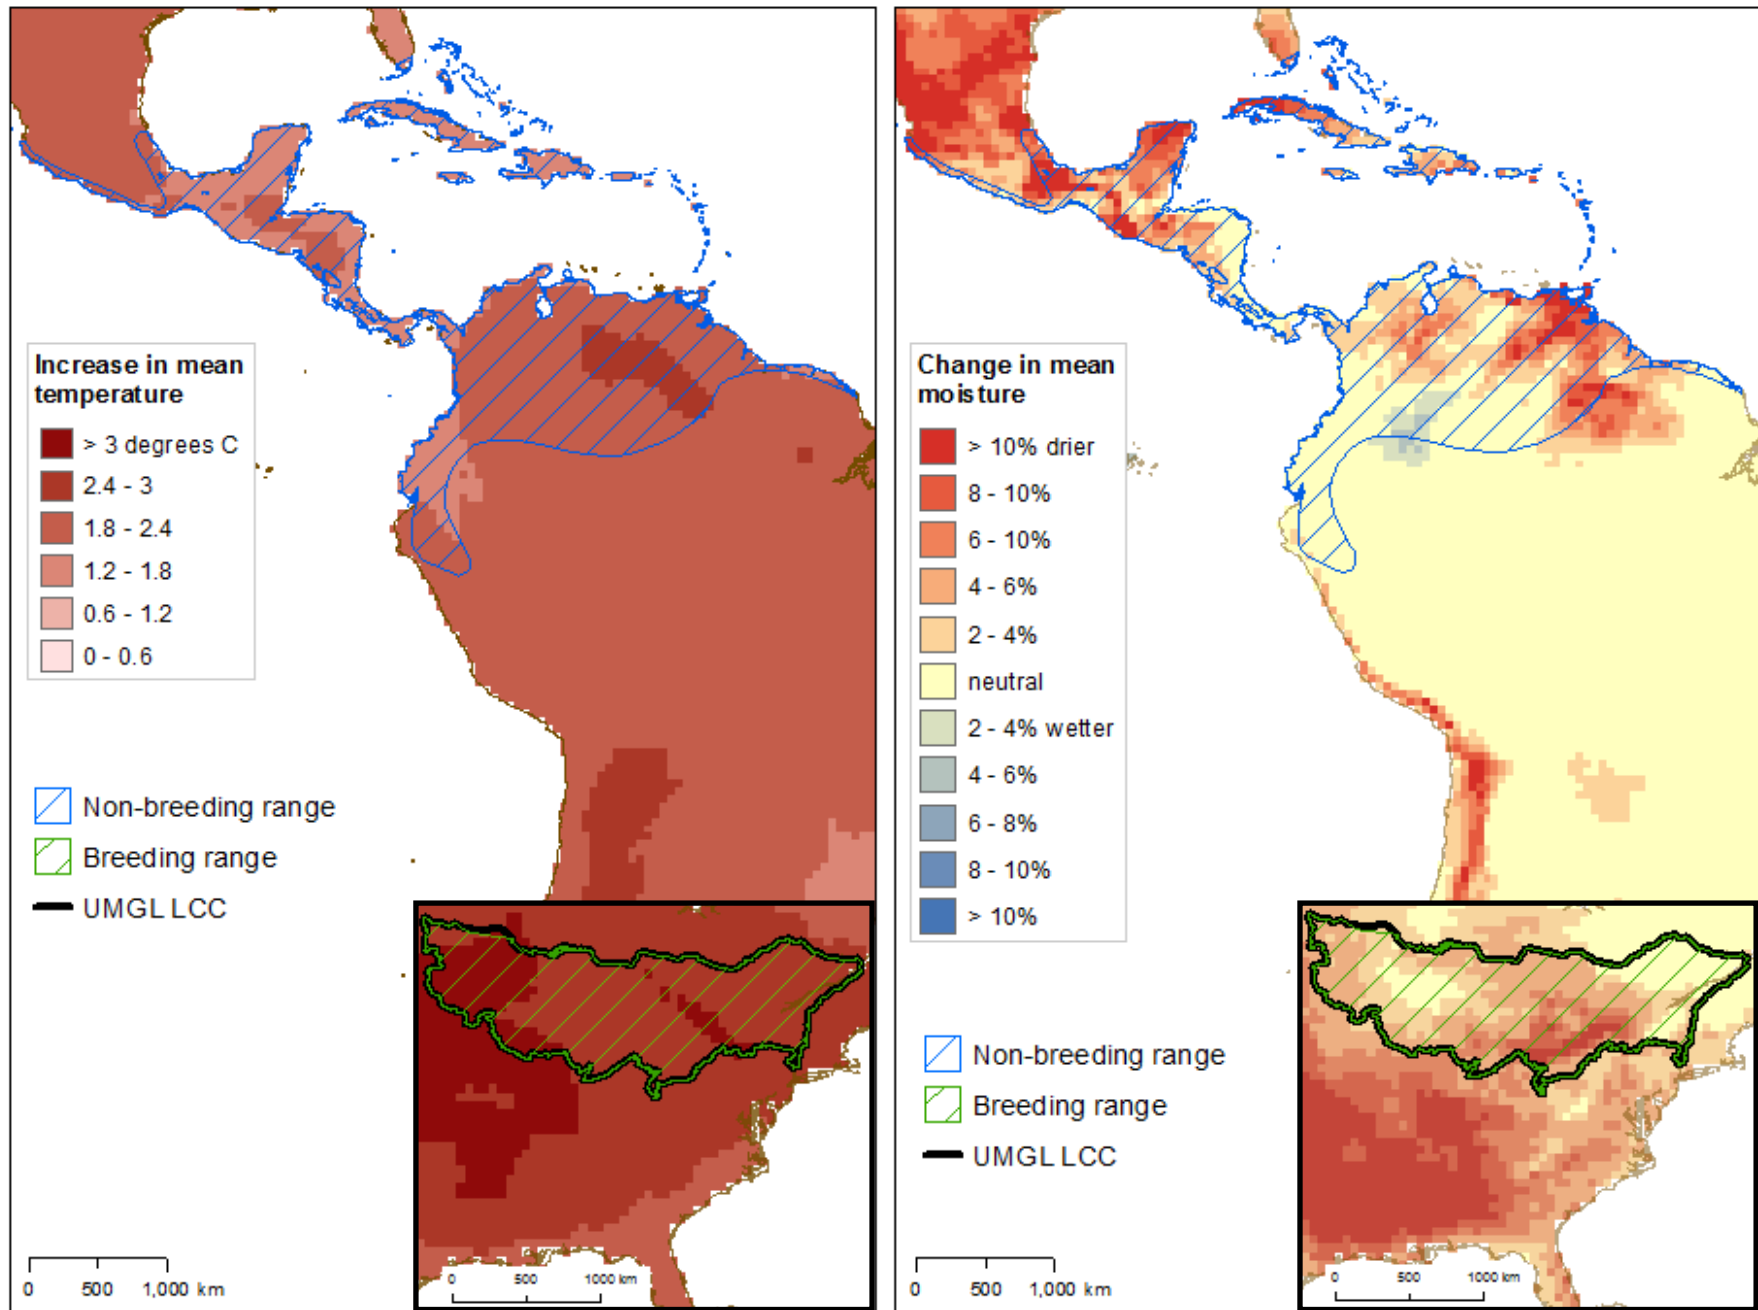 Increase in mean
temperature
> 3 degrees C
2.4 - 3
1.8 - 2.4
1.2 - 1.8
0.6 - 1.2
0 - 0.6
Non-breeding range
Breeding range
UMGL LCC
0 500 1,000 km
0 500 1000 km
Change in mean
moisture
> 10% drier
8 - 10%
6 - 10%
4 - 6%
2 - 4%
neutral
2 - 4% wetter
4 - 6%
6 - 8%
8 - 10%
> 10%
Non-breeding range
Breeding range
UMGL LCC
0 500 1,000 km
0 500 1000 km